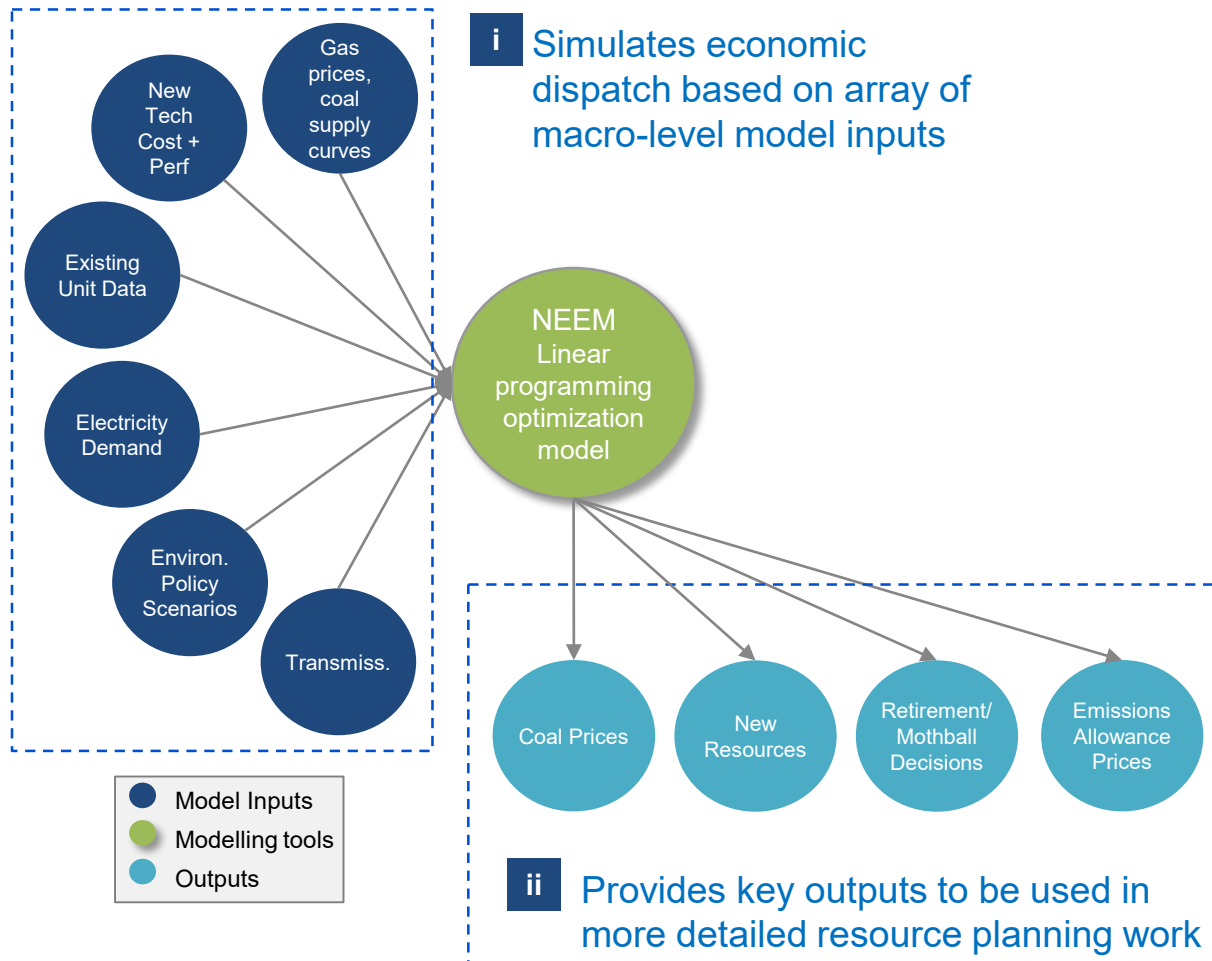 i
Simulates economic
dispatch based on array of
macro-level model inputs
Gas
prices,
coal
supply
curves
New
Tech
Cost +
Perf
Existing
Unit Data
Electricity
Demand
Environ.
Policy
Scenarios
Transmiss.
NEEM
Linear
programming
optimization
model
Coal Prices
New
Resources
Retirement/
Mothball
Decisions
Emissions
Allowance
Prices
Model Inputs
Modelling tools
Outputs
ii
Provides key outputs to be used in
more detailed resource planning work